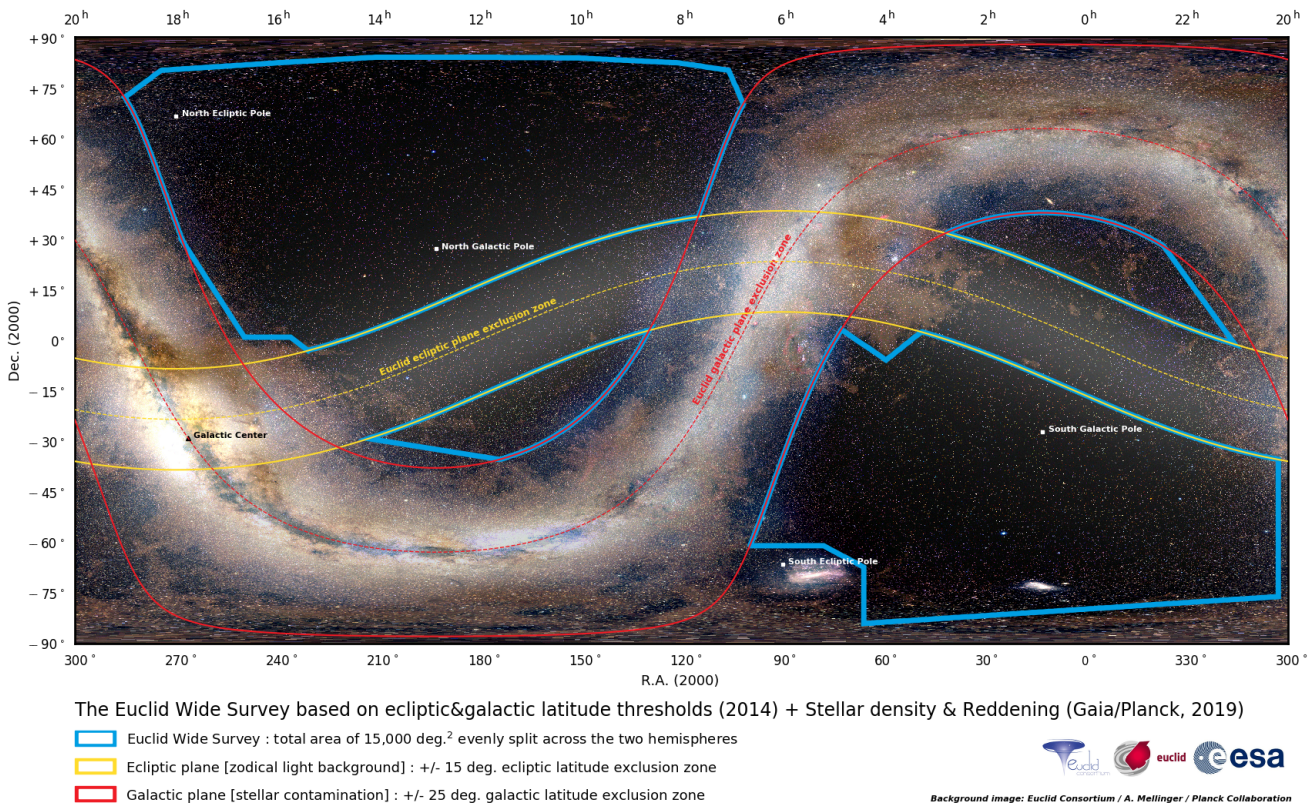 20h 18h 16h 14h 12h 10h 8h 6h 4h 2h 0h 22h 20h
+90°
+75°
North Ecliptic Pole
+60°
+45°
North Galactic Pole
+30°
+15°
Euclid ecliptic plane exclusion zone
Euclid galactic plane exclusion zone
0°
Dec. (2000)
−15°
Galactic Center
South Galactic Pole
−30°
−45°
−60°
South Ecliptic Pole
−75°
−90°
300° 270° 240° 210° 180° 150° 120° 90° 60° 30° 0° 330° 300°
R.A. (2000)
The Euclid Wide Survey based on ecliptic&galactic latitude thresholds (2014) + Stellar density & Reddening (Gaia/Planck, 2019)
Euclid Wide Survey : total area of 15,000 deg.² evenly split across the two hemispheres
Ecliptic plane [zodical light background] : +/- 15 deg. ecliptic latitude exclusion zone
Galactic plane [stellar contamination] : +/- 25 deg. galactic latitude exclusion zone
euclid consortium
euclid
esa
Background image: Euclid Consortium / A. Mellinger / Planck Collaboration